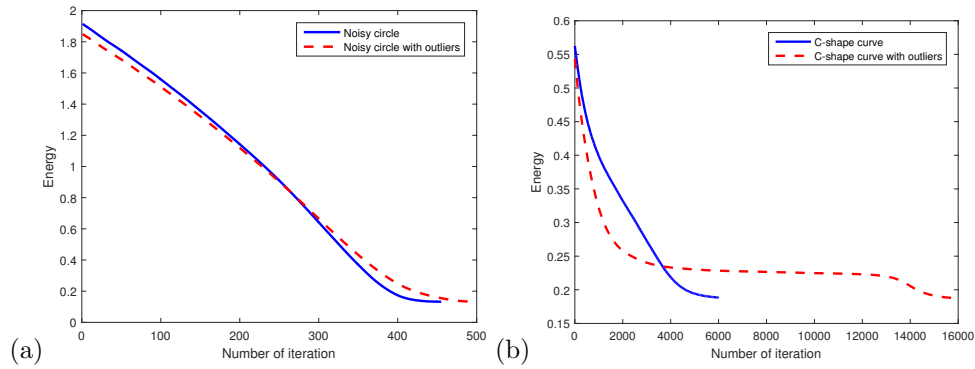 (a)
Energy
2
1.8
1.6
1.4
1.2
1
0.8
0.6
0.4
0.2
0
0 100 200 300 400 500
Number of iteration
Noisy circle
Noisy circle with outliers
(b)
Energy
0.6
0.55
0.5
0.45
0.4
0.35
0.3
0.25
0.2
0.15
0 2000 4000 6000 8000 10000 12000 14000 16000
Number of iteration
C-shape curve
C-shape curve with outliers